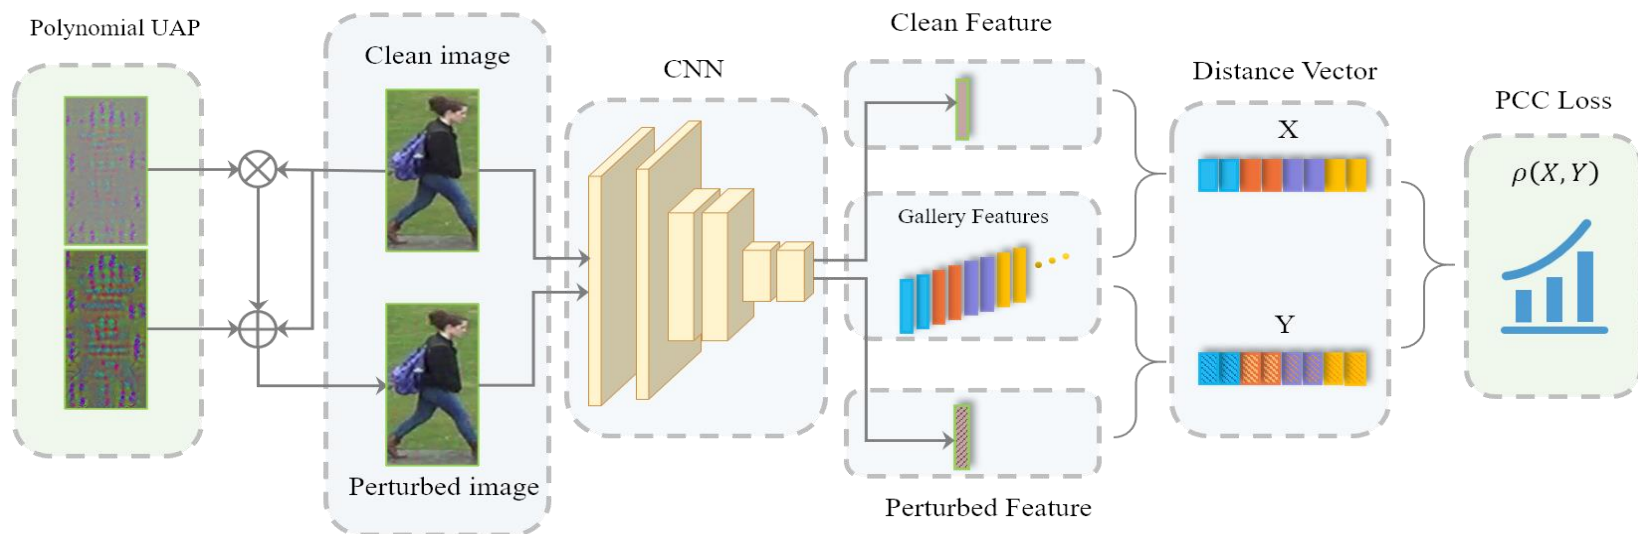 Polynomial UAP
Clean image
Perturbed image
CNN
Clean Feature
Gallery Features
Perturbed Feature
Distance Vector
X
Y
PCC Loss
ρ(X, Y)